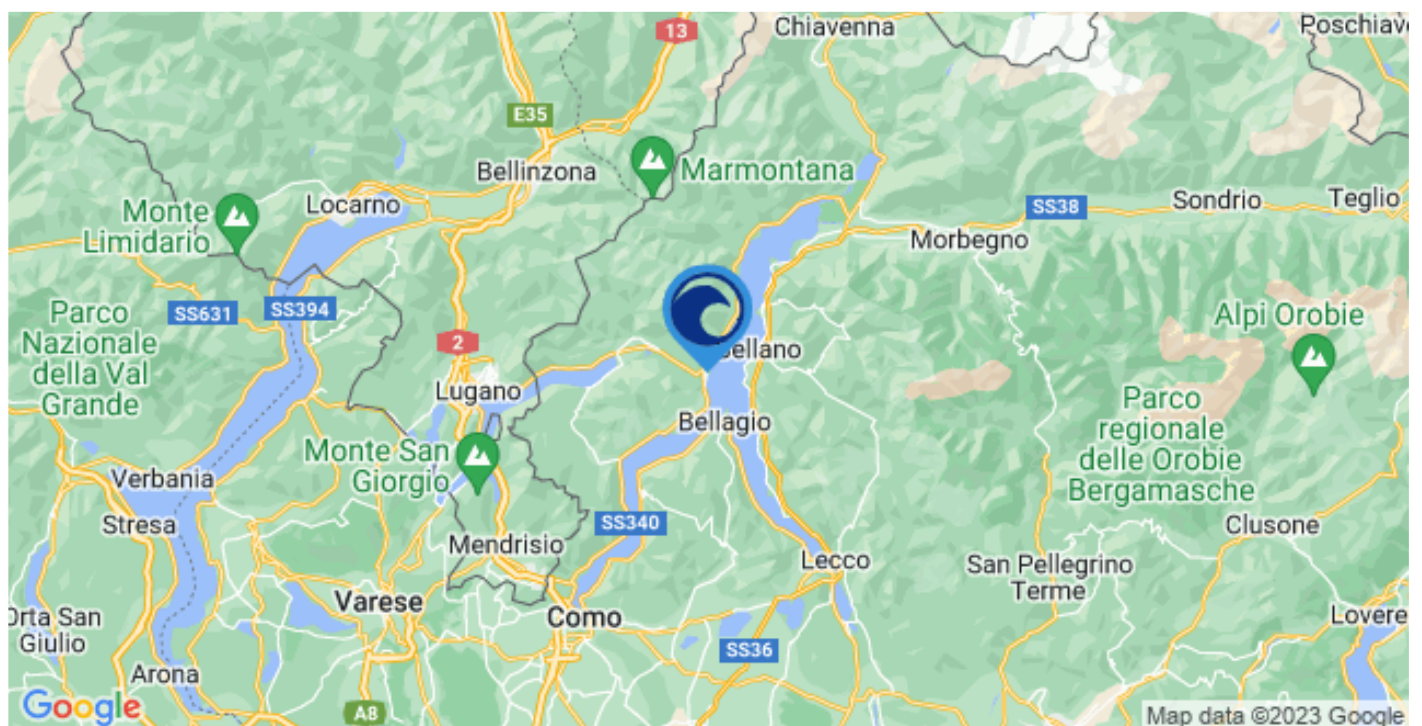 13
Chiavenna
Poschiav
E35
Bellinzona
Marmontana
Locarno
Monte
Limidario
SS38
Sondrio
Teglio
Morbegno
SS631
SS394
Parco
Nazionale
della Val
Grande
2
Bellano
Alpi Orobie
Lugano
Bellagio
Parco
regionale
delle Orobie
Bergamasche
Monte San
Giorgio
Verbania
Stresa
SS340
Clusone
Mendrisio
Lecco
San Pellegrino
Terme
Varese
Como
Orta San
Giulio
Lovere
SS36
Arona
A8
Google
Map data ©2023 Google